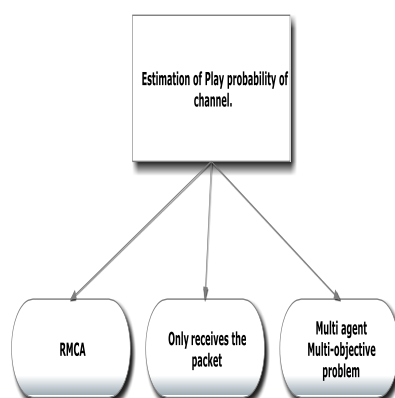 Estimation of Play probability of
channel.
RMCA
Only receives the
packet
Multi agent
Multi-objective
problem